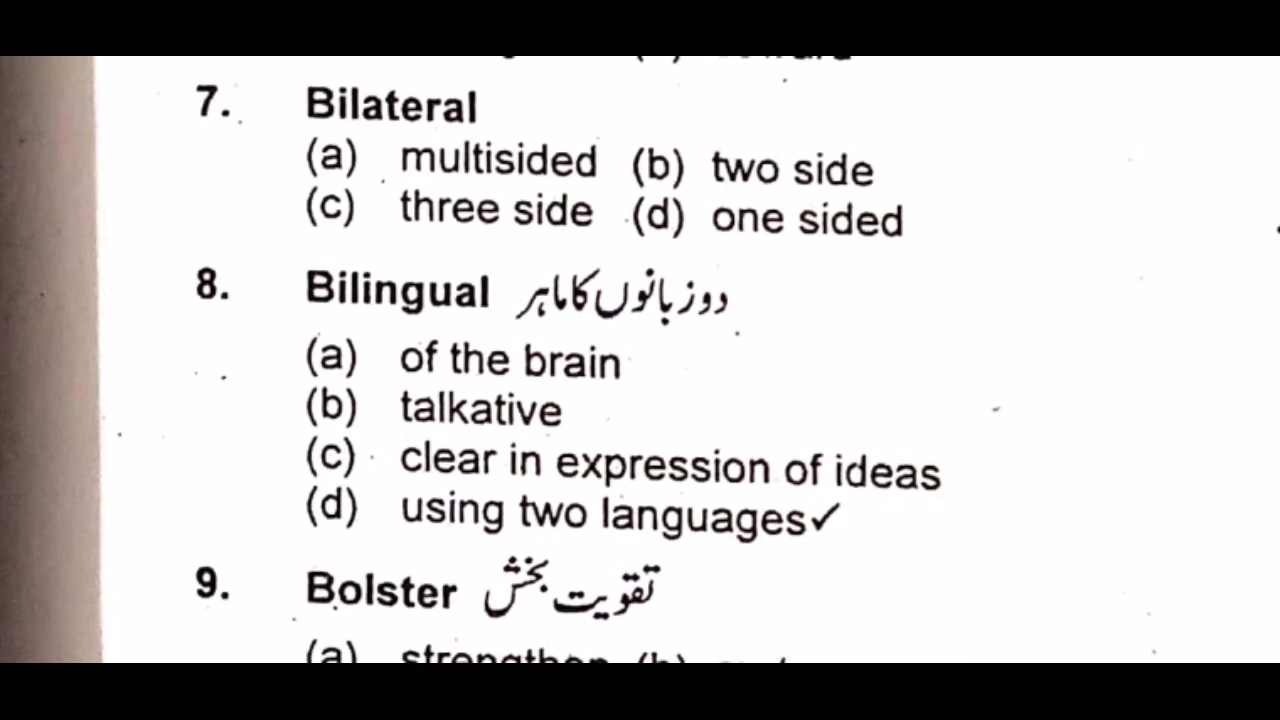 7. Bilateral
(a) multisided (b) two side
(c) three side (d) one sided
8. Bilingual دو زبانوں کا ماہر
(a) of the brain
(b) talkative
(c) clear in expression of ideas
(d) using two languages✓
9. Bolster تقویت بخش
(a) strengthen (b)